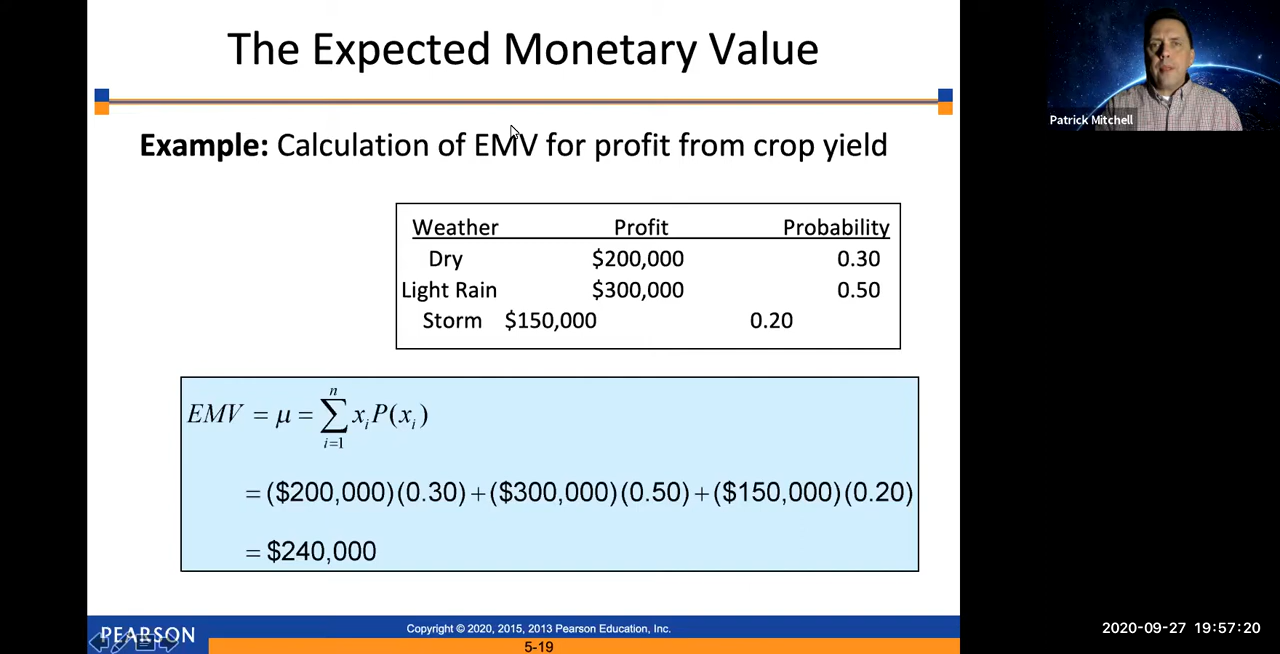 The Expected Monetary Value
Patrick Mitchell
Example: Calculation of EMV for profit from crop yield
Weather Profit Probability
Dry $200,000 0.30
Light Rain $300,000 0.50
Storm $150,000 0.20
EMV = μ = ∑ⁿᵢ₌₁ xᵢP(xᵢ)
= ($200,000)(0.30) + ($300,000)(0.50) + ($150,000)(0.20)
= $240,000
PEARSON
Copyright © 2020, 2015, 2013 Pearson Education, Inc.
5-19
2020-09-27 19:57:20